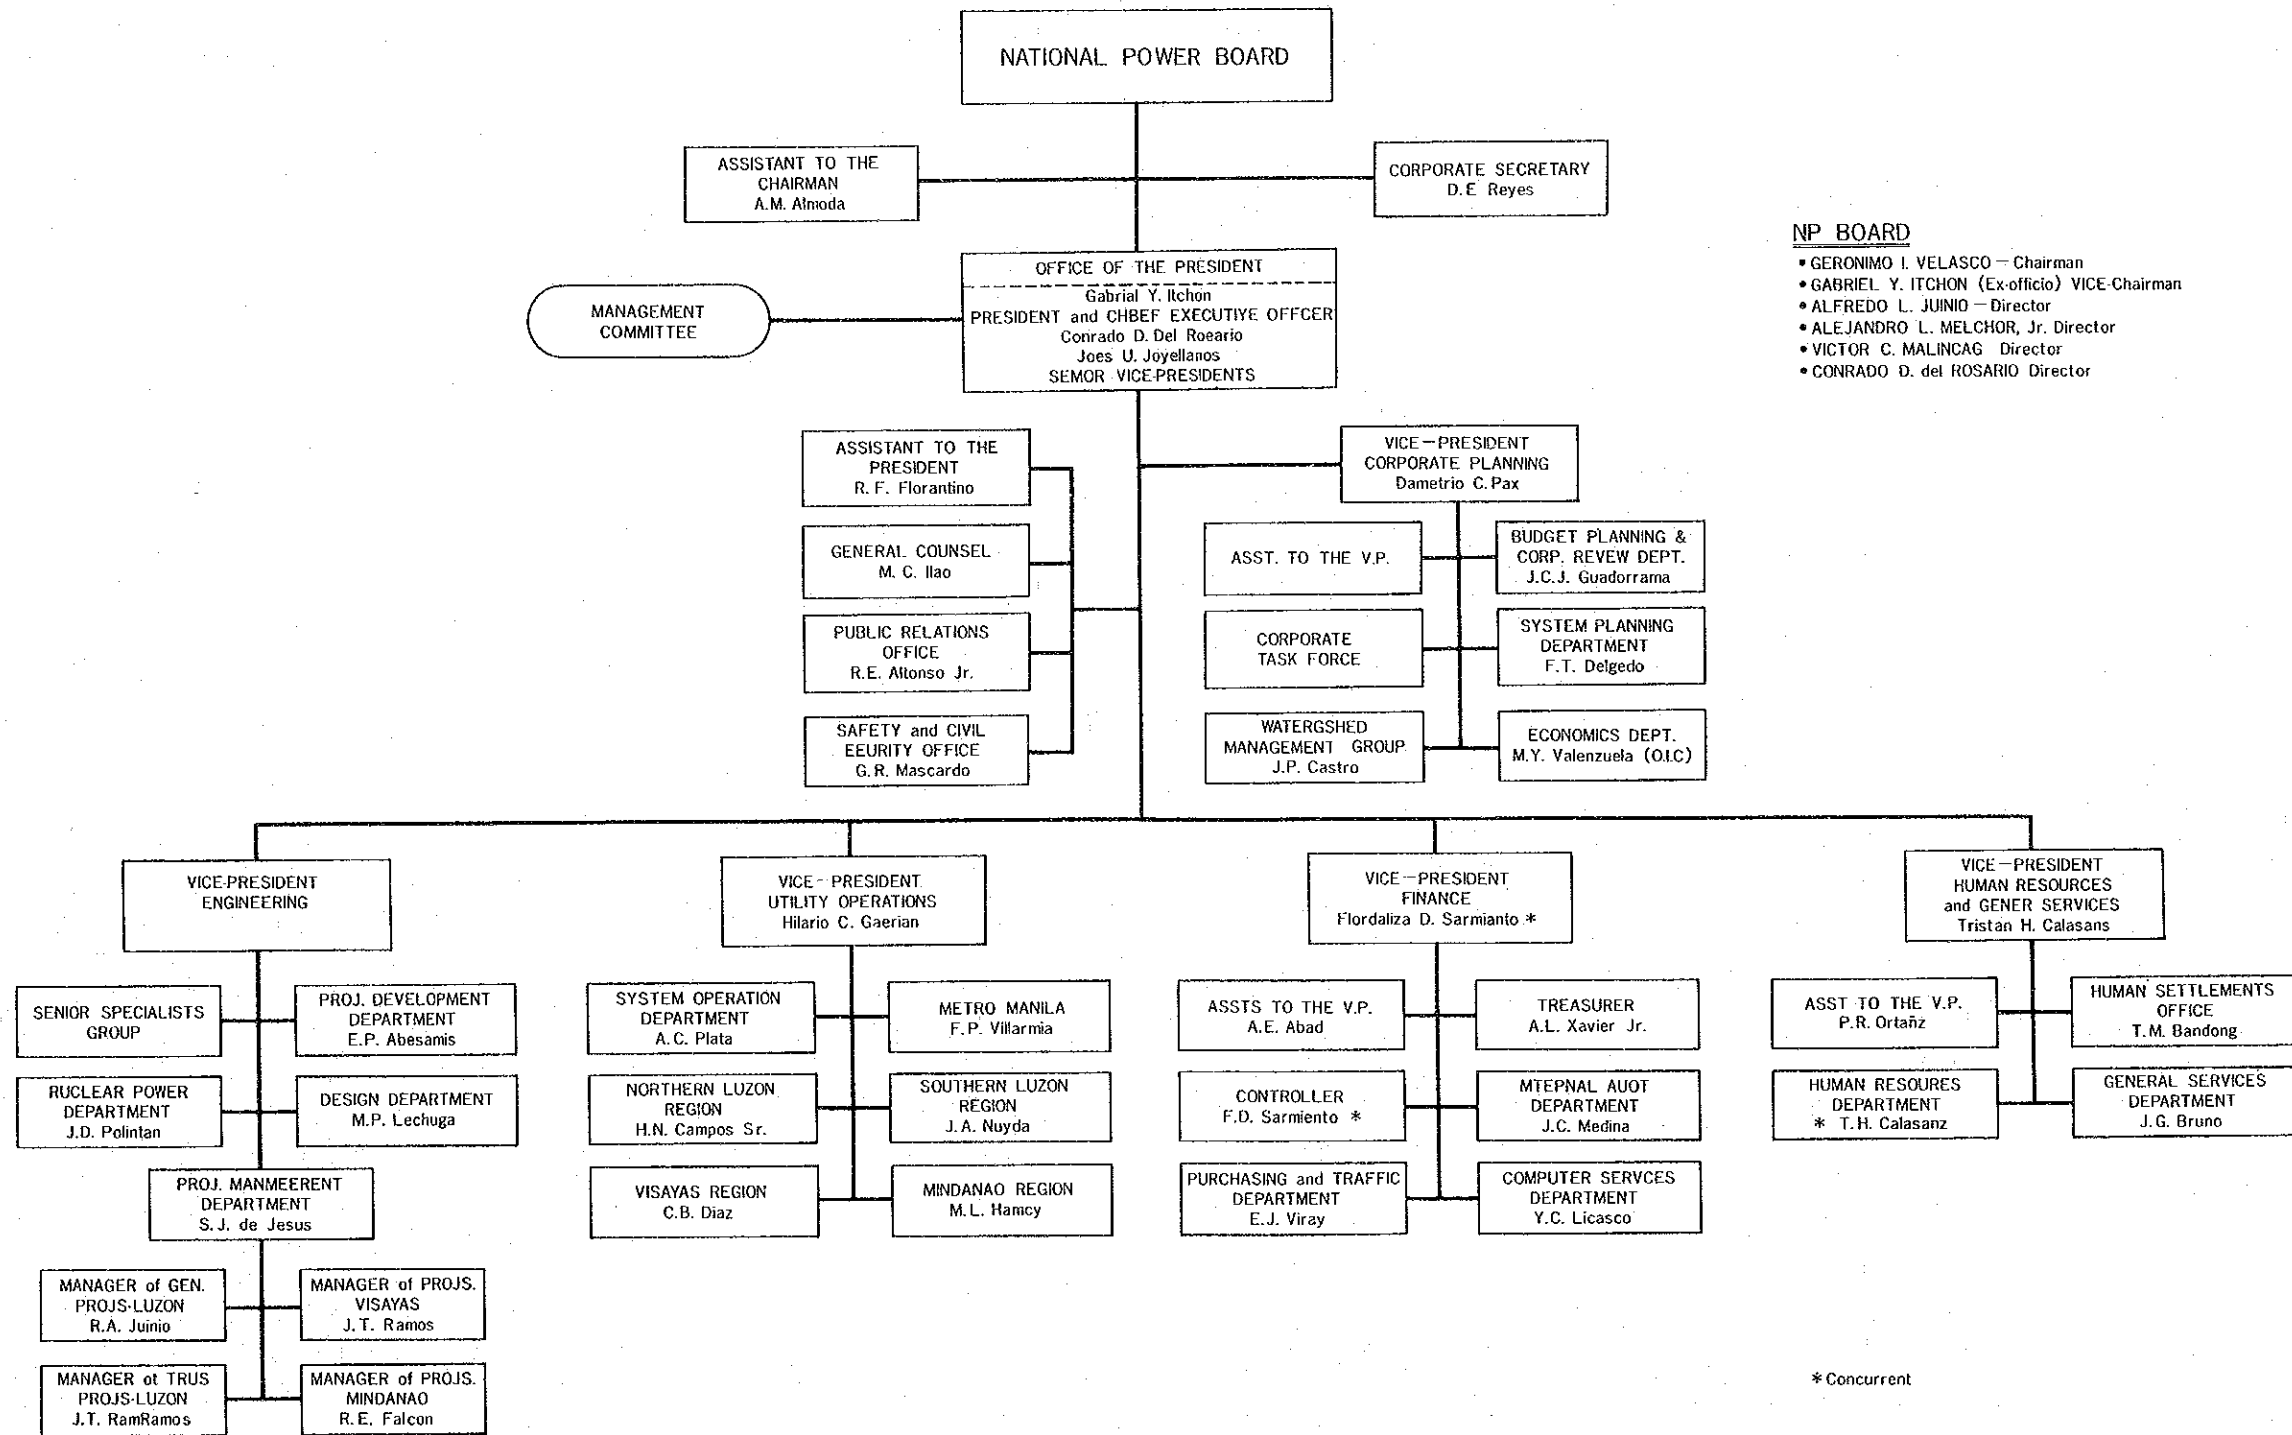 NATIONAL POWER BOARD
ASSISTANT TO THE
CHAIRMAN
A.M. Almoda
CORPORATE SECRETARY
D.E Reyes
NP BOARD
• GERONIMO I. VELASCO — Chairman
• GABRIEL Y. ITCHON (Ex-officio) VICE-Chairman
• ALFREDO L. JUINIO — Director
• ALEJANDRO L. MELCHOR, Jr. Director
• VICTOR C. MALINCAG Director
• CONRADO D. del ROSARIO Director
OFFICE OF THE PRESIDENT
Gabrial Y. Itchon
PRESIDENT and CHBEF EXECUTIVE OFFCER
Conrado D. Del Roeario
Joes U. Joyellanos
SEMOR VICE-PRESIDENTS
MANAGEMENT
COMMITTEE
ASSISTANT TO THE
PRESIDENT
R. F. Florantino
GENERAL COUNSEL
M. C. Ilao
PUBLIC RELATIONS
OFFICE
R.E. Altonso Jr.
SAFETY and CIVIL
EEURITY OFFICE
G.R. Mascardo
VICE—PRESIDENT
CORPORATE PLANNING
Dametrio C. Pax
ASST. TO THE V.P.
BUDGET PLANNING &
CORP. REVEW DEPT.
J.C.J. Guadorrama
CORPORATE
TASK FORCE
SYSTEM PLANNING
DEPARTMENT
F.T. Delgedo
WATERGSHED
MANAGEMENT GROUP
J.P. Castro
ECONOMICS DEPT.
M.Y. Valenzuela (O.I.C)
VICE-PRESIDENT
ENGINEERING
SENIOR SPECIALISTS
GROUP
PROJ. DEVELOPMENT
DEPARTMENT
E.P. Abesamis
RUCLEAR POWER
DEPARTMENT
J.D. Polintan
DESIGN DEPARTMENT
M.P. Lechuga
PROJ. MANMEERENT
DEPARTMENT
S.J. de Jesus
MANAGER of GEN.
PROJS-LUZON
R.A. Juinio
MANAGER of PROJS.
VISAYAS
J.T. Ramos
MANAGER ot TRUS
PROJS-LUZON
J.T. RamRamos
MANAGER of PROJS.
MINDANAO
R.E. Falcon
VICE—PRESIDENT
UTILITY OPERATIONS
Hilario C. Gaerian
SYSTEM OPERATION
DEPARTMENT
A.C. Plata
METRO MANILA
F.P. Villarmia
NORTHERN LUZON
REGION
H.N. Campos Sr.
SOUTHERN LUZON
REGION
J.A. Nuyda
VISAYAS REGION
C.B. Diaz
MINDANAO REGION
M.L. Hamcy
VICE—PRESIDENT
FINANCE
Flordaliza D. Sarmianto *
ASSTS TO THE V.P.
A.E. Abad
TREASURER
A.L. Xavier Jr.
CONTROLLER
F.D. Sarmiento *
MTEPNAL AUOT
DEPARTMENT
J.C. Medina
PURCHASING and TRAFFIC
DEPARTMENT
E.J. Viray
COMPUTER SERVCES
DEPARTMENT
Y.C. Licasco
VICE—PRESIDENT
HUMAN RESOURCES
and GENER SERVICES
Tristan H. Calasans
ASST TO THE V.P.
P.R. Ortañz
HUMAN SETTLEMENTS
OFFICE
T.M. Bandong
HUMAN RESOURES
DEPARTMENT
* T.H. Calasanz
GENERAL SERVICES
DEPARTMENT
J.G. Bruno
* Concurrent